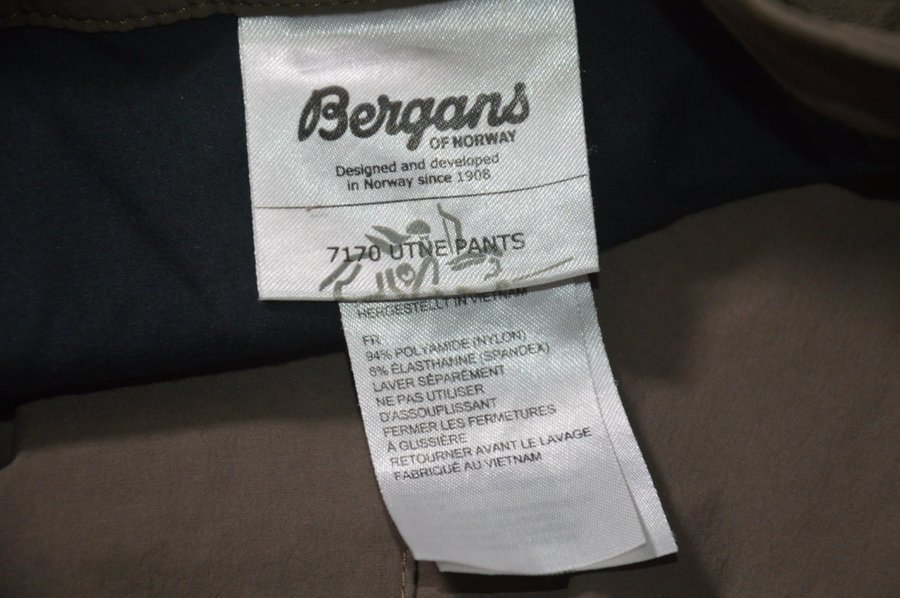 Bergans
OF NORWAY
Designed and developed
in Norway since 1908
7170 UTNE PANTS
HERGESTELLT IN VIETNAM
FR
94% POLYAMIDE (NYLON)
6% ÉLASTHANNE (SPANDEX)
LAVER SÉPARÉMENT
NE PAS UTILISER
D'ASSOUPLISSANT
FERMER LES FERMETURES
À GLISSIÈRE
RETOURNER AVANT LE LAVAGE
FABRIQUÉ AU VIETNAM